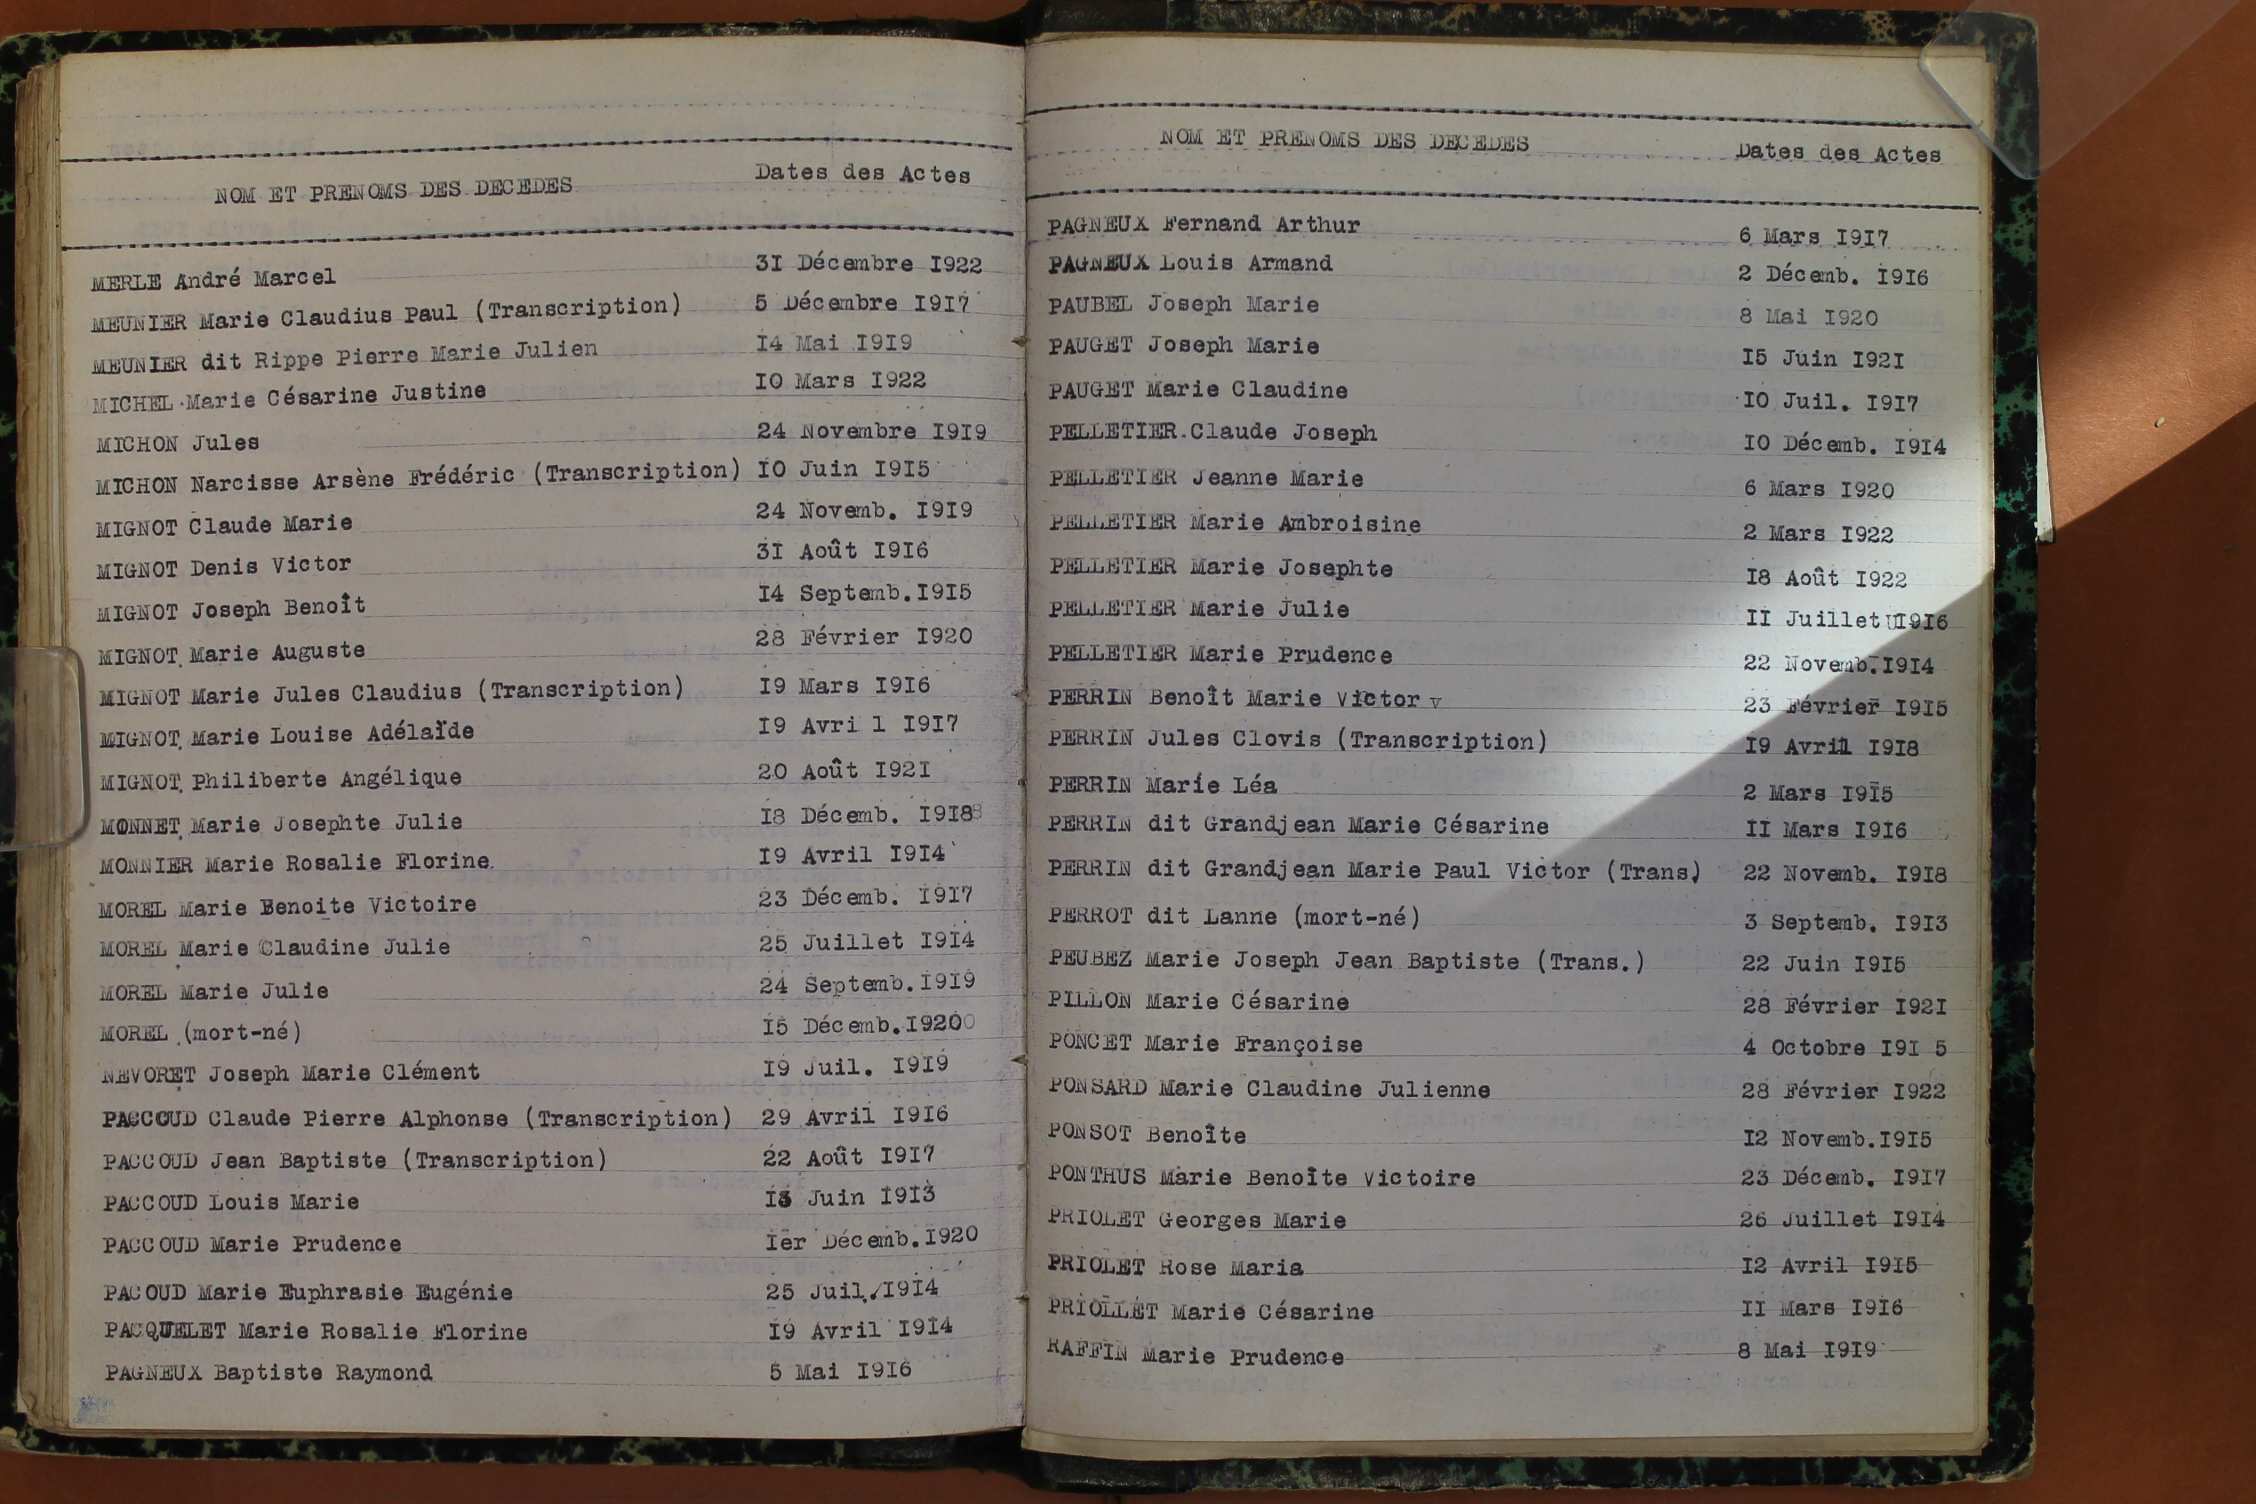 NOM ET PRENOMS DES DECEDES Dates des Actes
MERLE André Marcel 31 Décembre 1922
MEUNIER Marie Claudius Paul (Transcription) 5 Décembre 1917
MEUNIER dit Rippe Pierre Marie Julien 14 Mai 1919
MICHEL Marie Césarine Justine 10 Mars 1922
MICHON Jules 24 Novembre 1919
MICHON Narcisse Arsène Frédéric (Transcription) 10 Juin 1915
MIGNOT Claude Marie 24 Novemb. 1919
MIGNOT Denis Victor 31 Août 1916
MIGNOT Joseph Benoît 14 Septemb. 1915
MIGNOT Marie Auguste 28 Février 1920
MIGNOT Marie Jules Claudius (Transcription) 19 Mars 1916
MIGNOT Marie Louise Adélaïde 19 Avri l 1917
MIGNOT Philiberte Angélique 20 Août 1921
MONNET Marie Josephte Julie 18 Décemb. 1918
MONNIER Marie Rosalie Florine 19 Avril 1914
MOREL Marie Benoite Victoire 23 Décemb. 1917
MOREL Marie Claudine Julie 25 Juillet 1914
MOREL Marie Julie 24 Septemb. 1919
MOREL (mort-né) 15 Décemb. 1920
NEVORET Joseph Marie Clément 19 Juil. 1919
PACCOUD Claude Pierre Alphonse (Transcription) 29 Avril 1916
PACCOUD Jean Baptiste (Transcription) 22 Août 1917
PACCOUD Louis Marie 13 Juin 1913
PACCOUD Marie Prudence 1er Décemb. 1920
PACOUD Marie Euphrasie Eugénie 25 Juil. 1914
PACQUELET Marie Rosalie Florine 19 Avril 1914
PAGNEUX Baptiste Raymond 5 Mai 1916
NOM ET PRENOMS DES DECEDES Dates des Actes
PAGNEUX Fernand Arthur 6 Mars 1917
PAGNEUX Louis Armand 2 Décemb. 1916
PAUBEL Joseph Marie 8 Mai 1920
PAUGET Joseph Marie 15 Juin 1921
PAUGET Marie Claudine 10 Juil. 1917
PELLETIER Claude Joseph 10 Décemb. 1914
PELLETIER Jeanne Marie 6 Mars 1920
PELLETIER Marie Ambroisine 2 Mars 1922
PELLETIER Marie Josephte 18 Août 1922
PELLETIER Marie Julie 11 Juillet 1916
PELLETIER Marie Prudence 22 Novemb. 1914
PERRIN Benoît Marie Victor 23 Février 1915
PERRIN Jules Clovis (Transcription) 19 Avril 1918
PERRIN Marie Léa 2 Mars 1915
PERRIN dit Grandjean Marie Césarine 11 Mars 1916
PERRIN dit Grandjean Marie Paul Victor (Trans) 22 Novemb. 1918
PERROT dit Lanne (mort-né) 3 Septemb. 1913
PEUBEZ Marie Joseph Jean Baptiste (Trans.) 22 Juin 1915
PILLON Marie Césarine 28 Février 1921
PONCET Marie Françoise 4 Octobre 191 5
PONSARD Marie Claudine Julienne 28 Février 1922
PONSOT Benoîte 12 Novemb. 1915
PONTHUS Marie Benoîte Victoire 23 Décemb. 1917
PRIOLET Georges Marie 26 Juillet 1914
PRIOLET Rose Maria 12 Avril 1915
PRIOLLET Marie Césarine 11 Mars 1916
RAFFIN Marie Prudence 8 Mai 1919